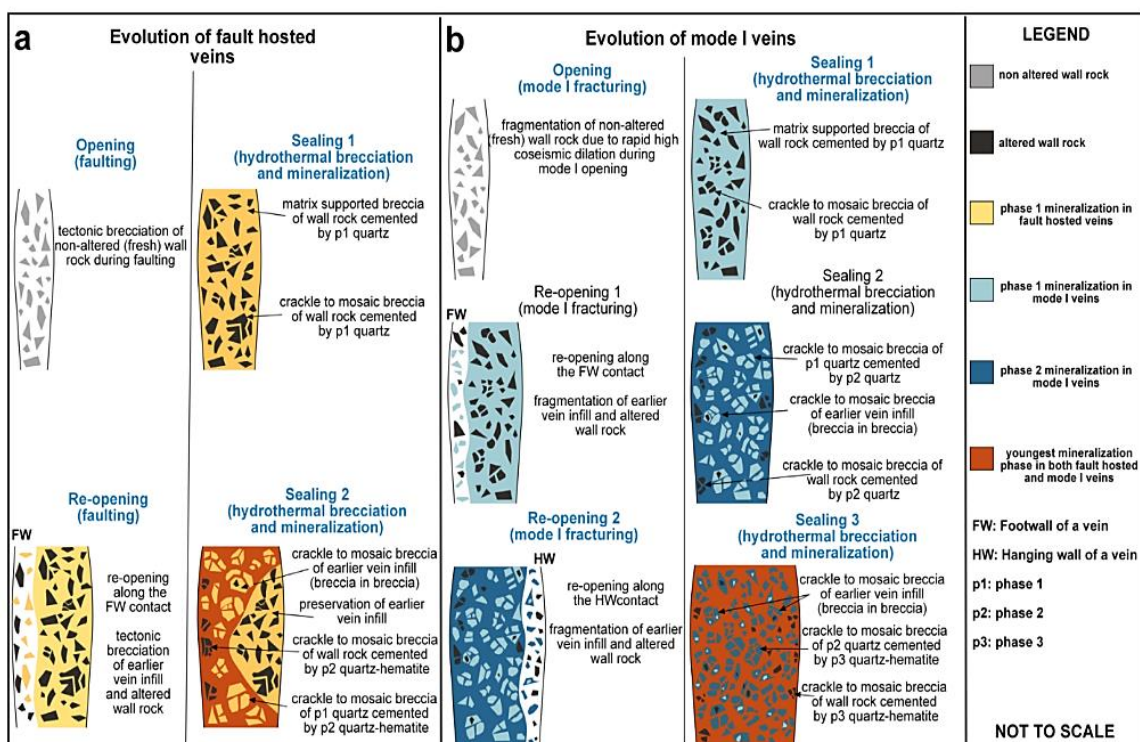 a
Evolution of fault hosted
veins
Opening
(faulting)
tectonic brecciation of
non-altered (fresh) wall
rock during faulting
Sealing 1
(hydrothermal brecciation
and mineralization)
matrix supported breccia
of wall rock cemented
by p1 quartz
crackle to mosaic breccia
of wall rock cemented
by p1 quartz
Re-opening
(faulting)
FW
re-opening
along the
FW contact
tectonic
brecciation
of earlier
vein infill
and altered
wall rock
Sealing 2
(hydrothermal brecciation
and mineralization)
crackle to mosaic breccia
of earlier vein infill
(breccia in breccia)
preservation of earlier
vein infill
crackle to mosaic breccia
of wall rock cemented
by p2 quartz-hematite
crackle to mosaic breccia
of p1 quartz cemented
by p2 quartz-hematite
b
Evolution of mode I veins
Opening
(mode I fracturing)
fragmentation of non-altered
(fresh) wall rock due to rapid high
coseismic dilation during
mode I opening
Sealing 1
(hydrothermal brecciation
and mineralization)
matrix supported breccia of
wall rock cemented by p1 quartz
crackle to mosaic breccia of
wall rock cemented
by p1 quartz
Re-opening 1
(mode I fracturing)
FW
re-opening along
the FW contact
fragmentation of
earlier vein infill and
altered wall rock
Sealing 2
(hydrothermal brecciation
and mineralization)
crackle to mosaic breccia of
p1 quartz cemented
by p2 quartz
crackle to mosaic breccia
of earlier vein infill
(breccia in breccia)
crackle to mosaic breccia of
wall rock cemented
by p2 quartz
Re-opening 2
(mode I fracturing)
HW
re-opening along
the HWcontact
fragmentation of earlier
vein infill and altered
wall rock
Sealing 3
(hydrothermal brecciation
and mineralization)
crackle to mosaic breccia
of earlier vein infill
(breccia in breccia)
crackle to mosaic breccia
of p2 quartz cemented
by p3 quartz-hematite
crackle to mosaic breccia
of wall rock cemented
by p3 quartz-hematite
LEGEND
non altered wall rock
altered wall rock
phase 1 mineralization in
fault hosted veins
phase 1 mineralization in
mode I veins
phase 2 mineralization in
mode I veins
youngest mineralization
phase in both fault hosted
and mode I veins
FW: Footwall of a vein
HW: Hanging wall of a vein
p1: phase 1
p2: phase 2
p3: phase 3
NOT TO SCALE